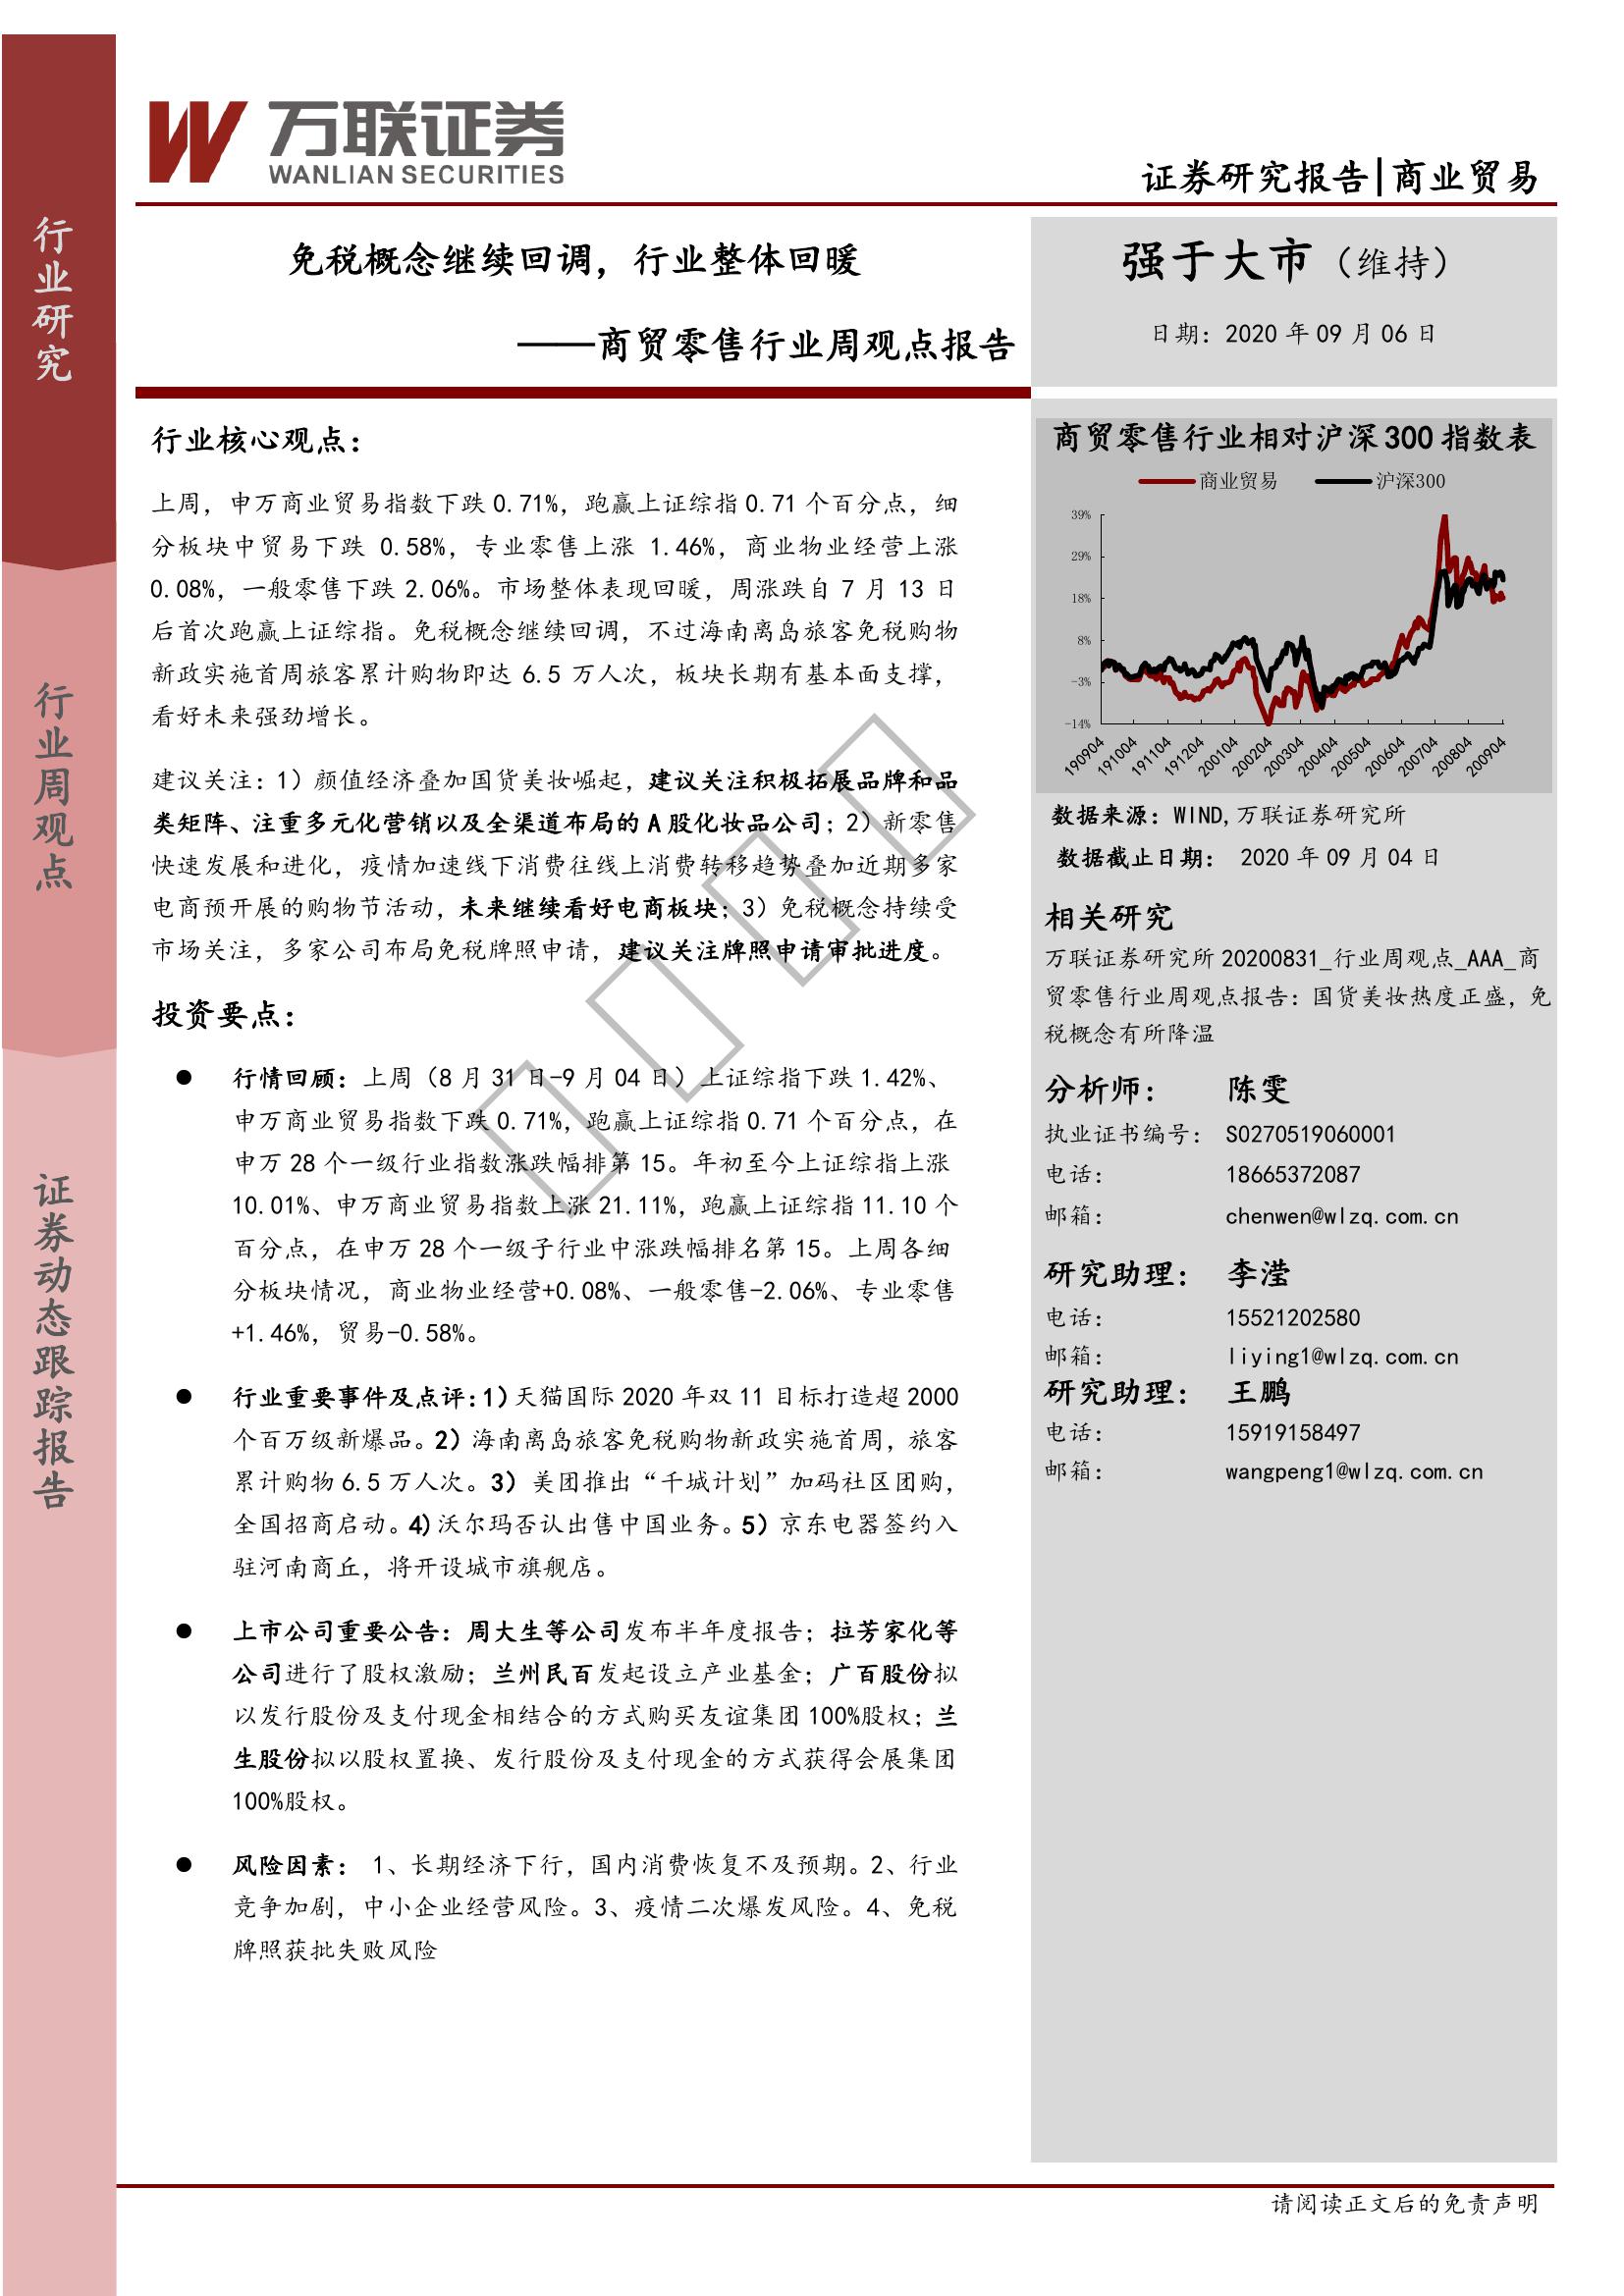 行业研究
行业周观点
证券动态跟踪报告
万联证券
WANLIAN SECURITIES
证券研究报告|商业贸易
免税概念继续回调，行业整体回暖
——商贸零售行业周观点报告
强于大市（维持）
日期：2020 年 09 月 06 日
行业核心观点：
上周，申万商业贸易指数下跌 0.71%，跑赢上证综指 0.71 个百分点，细
分板块中贸易下跌 0.58%，专业零售上涨 1.46%，商业物业经营上涨
0.08%，一般零售下跌 2.06%。市场整体表现回暖，周涨跌自 7 月 13 日
后首次跑赢上证综指。免税概念继续回调，不过海南离岛旅客免税购物
新政实施首周旅客累计购物即达 6.5 万人次，板块长期有基本面支撑，
看好未来强劲增长。
建议关注：1）颜值经济叠加国货美妆崛起，建议关注积极拓展品牌和品
类矩阵、注重多元化营销以及全渠道布局的 A 股化妆品公司；2）新零售
快速发展和进化，疫情加速线下消费往线上消费转移趋势叠加近期多家
电商预开展的购物节活动，未来继续看好电商板块；3）免税概念持续受
市场关注，多家公司布局免税牌照申请，建议关注牌照申请审批进度。
投资要点：
● 行情回顾：上周（8 月 31 日-9 月 04 日）上证综指下跌 1.42%、
申万商业贸易指数下跌 0.71%，跑赢上证综指 0.71 个百分点，在
申万 28 个一级行业指数涨跌幅排第 15。年初至今上证综指上涨
10.01%、申万商业贸易指数上涨 21.11%，跑赢上证综指 11.10 个
百分点，在申万 28 个一级子行业中涨跌幅排名第 15。上周各细
分板块情况，商业物业经营+0.08%、一般零售-2.06%、专业零售
+1.46%，贸易-0.58%。
● 行业重要事件及点评：1)天猫国际 2020 年双 11 目标打造超 2000
个百万级新爆品。2）海南离岛旅客免税购物新政实施首周，旅客
累计购物 6.5 万人次。3）美团推出“千城计划”加码社区团购，
全国招商启动。4)沃尔玛否认出售中国业务。5）京东电器签约入
驻河南商丘，将开设城市旗舰店。
● 上市公司重要公告：周大生等公司发布半年度报告；拉芳家化等
公司进行了股权激励；兰州民百发起设立产业基金；广百股份拟
以发行股份及支付现金相结合的方式购买友谊集团 100%股权；兰
生股份拟以股权置换、发行股份及支付现金的方式获得会展集团
100%股权。
● 风险因素： 1、长期经济下行，国内消费恢复不及预期。2、行业
竞争加剧，中小企业经营风险。3、疫情二次爆发风险。4、免税
牌照获批失败风险
商贸零售行业相对沪深 300 指数表
商业贸易 沪深300
39%
29%
18%
8%
-3%
-14%
190904 191004 191104 191204 200104 200204 200304 200404 200504 200604 200704 200804 200904
数据来源：WIND,万联证券研究所
数据截止日期： 2020 年 09 月 04 日
相关研究
万联证券研究所 20200831_行业周观点_AAA_商
贸零售行业周观点报告：国货美妆热度正盛，免
税概念有所降温
分析师： 陈雯
执业证书编号： S0270519060001
电话： 18665372087
邮箱： chenwen@wlzq.com.cn
研究助理： 李滢
电话： 15521202580
邮箱： liying1@wlzq.com.cn
研究助理： 王鹏
电话： 15919158497
邮箱： wangpeng1@wlzq.com.cn
请阅读正文后的免责声明